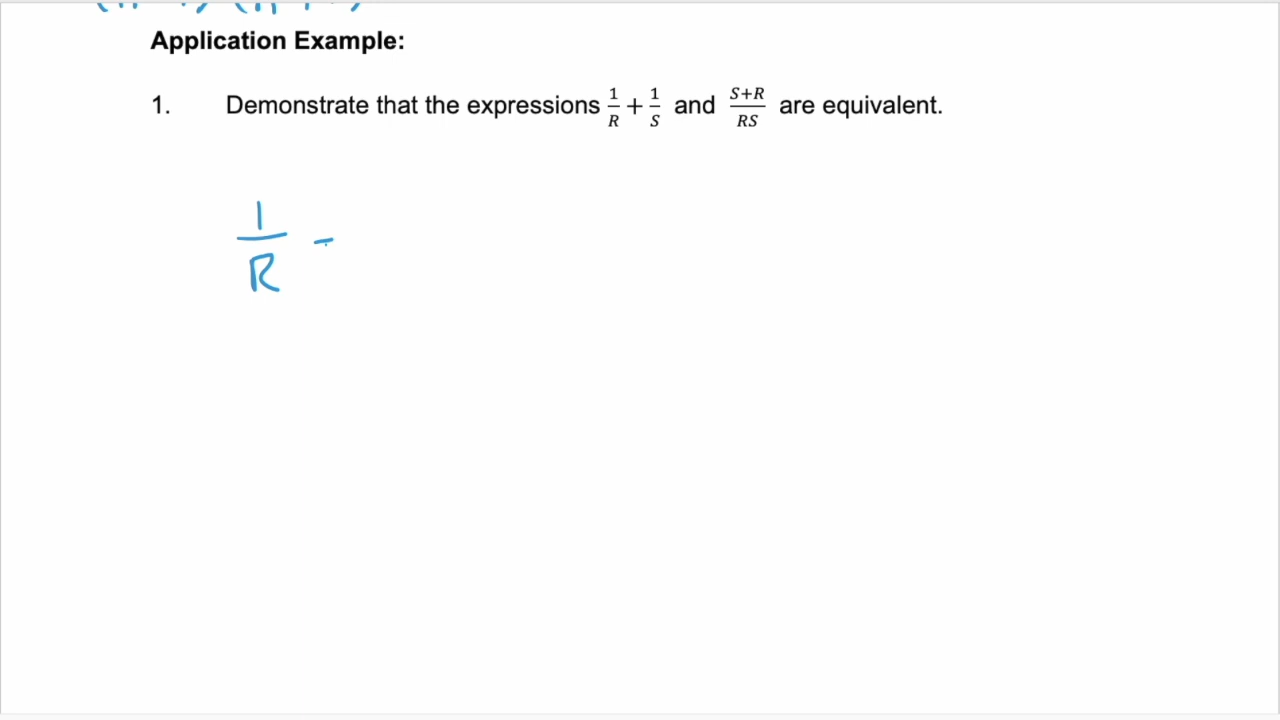 Application Example:
1. Demonstrate that the expressions 1/R + 1/S and S+R/RS are equivalent.
1/R -